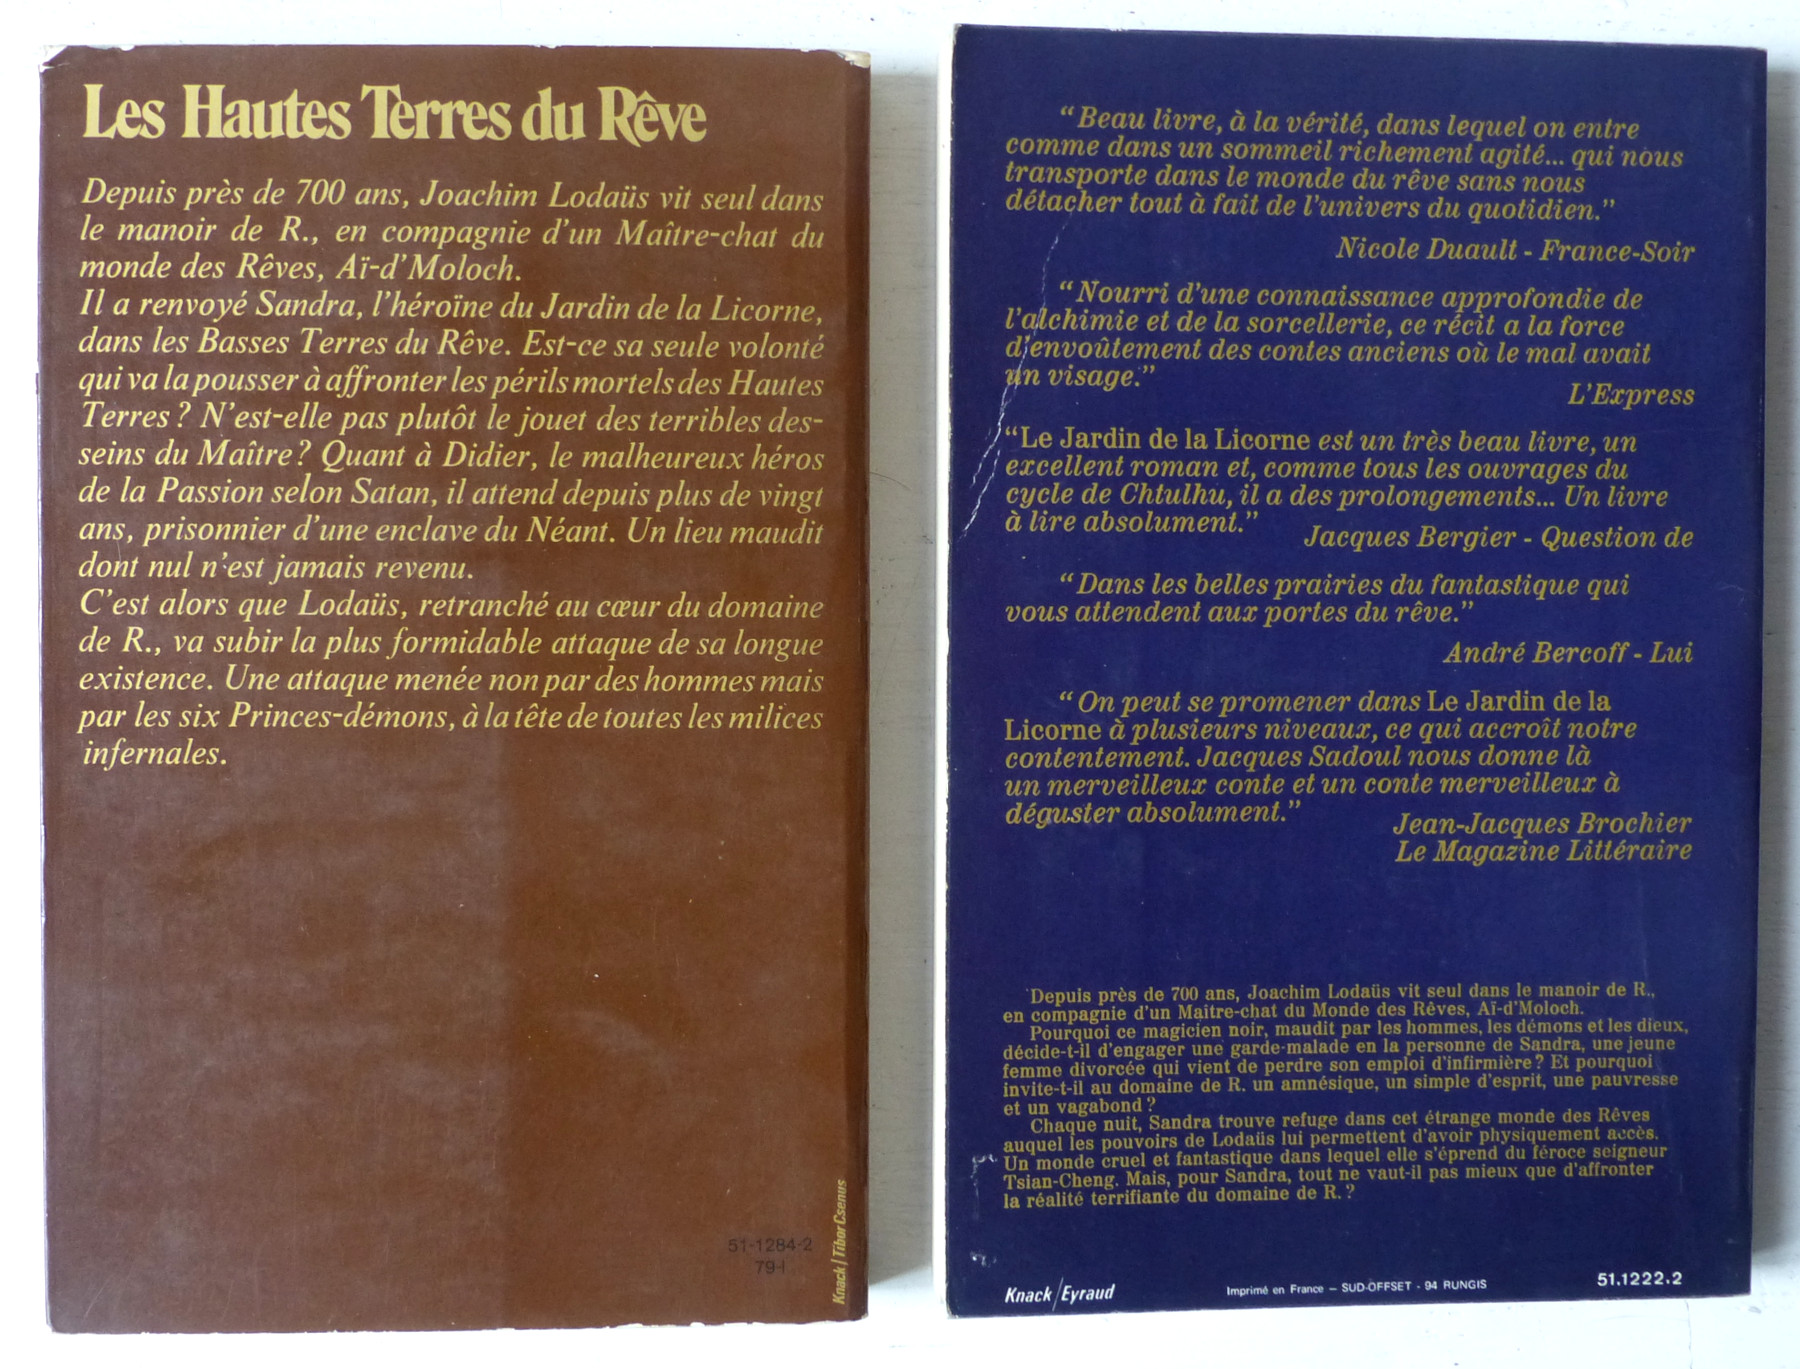 Les Hautes Terres du Rêve
Depuis près de 700 ans, Joachim Lodaüs vit seul dans
le manoir de R., en compagnie d'un Maître-chat du
monde des Rêves, Aï-d'Moloch.
Il a renvoyé Sandra, l'héroïne du Jardin de la Licorne,
dans les Basses Terres du Rêve. Est-ce sa seule volonté
qui va la pousser à affronter les périls mortels des Hautes
Terres ? N'est-elle pas plutôt le jouet des terribles des-
seins du Maître ? Quant à Didier, le malheureux héros
de la Passion selon Satan, il attend depuis plus de vingt
ans, prisonnier d'une enclave du Néant. Un lieu maudit
dont nul n'est jamais revenu.
C'est alors que Lodaüs, retranché au cœur du domaine
de R., va subir la plus formidable attaque de sa longue
existence. Une attaque menée non par des hommes mais
par les six Princes-démons, à la tête de toutes les milices
infernales.
51-1284-2
79-I
Knack/Tibor Csenus
"Beau livre, à la vérité, dans lequel on entre
comme dans un sommeil richement agité... qui nous
transporte dans le monde du rêve sans nous
détacher tout à fait de l'univers du quotidien."
Nicole Duault - France-Soir
"Nourri d'une connaissance approfondie de
l'alchimie et de la sorcellerie, ce récit a la force
d'envoûtement des contes anciens où le mal avait
un visage."
L'Express
"Le Jardin de la Licorne est un très beau livre, un
excellent roman et, comme tous les ouvrages du
cycle de Chtulhu, il a des prolongements... Un livre
à lire absolument."
Jacques Bergier - Question de
"Dans les belles prairies du fantastique qui
vous attendent aux portes du rêve."
André Bercoff - Lui
"On peut se promener dans Le Jardin de la
Licorne à plusieurs niveaux, ce qui accroît notre
contentement. Jacques Sadoul nous donne là
un merveilleux conte et un conte merveilleux à
déguster absolument."
Jean-Jacques Brochier
Le Magazine Littéraire
Depuis près de 700 ans, Joachim Lodaüs vit seul dans le manoir de R.,
en compagnie d'un Maître-chat du Monde des Rêves, Aï-d'Moloch.
Pourquoi ce magicien noir, maudit par les hommes, les démons et les dieux,
décide-t-il d'engager une garde-malade en la personne de Sandra, une jeune
femme divorcée qui vient de perdre son emploi d'infirmière ? Et pourquoi
invite-t-il au domaine de R. un amnésique, un simple d'esprit, une pauvresse
et un vagabond ?
Chaque nuit, Sandra trouve refuge dans cet étrange monde des Rêves
auquel les pouvoirs de Lodaüs lui permettent d'avoir physiquement accès.
Un monde cruel et fantastique dans lequel elle s'éprend du féroce seigneur
Tsian-Cheng. Mais, pour Sandra, tout ne vaut-il pas mieux que d'affronter
la réalité terrifiante du domaine de R. ?
Knack/Eyraud
Imprimé en France – SUD-OFFSET - 94 RUNGIS
51.1222.2